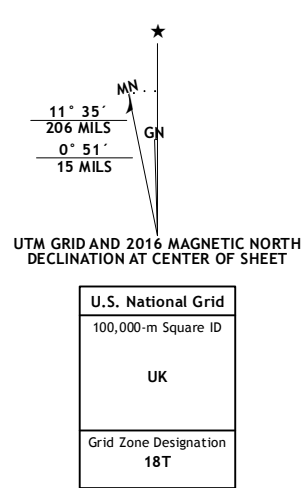 ★
MN
GN
11° 35´
206 MILS
0° 51´
15 MILS
UTM GRID AND 2016 MAGNETIC NORTH
DECLINATION AT CENTER OF SHEET
U.S. National Grid
100,000-m Square ID
UK
Grid Zone Designation
18T